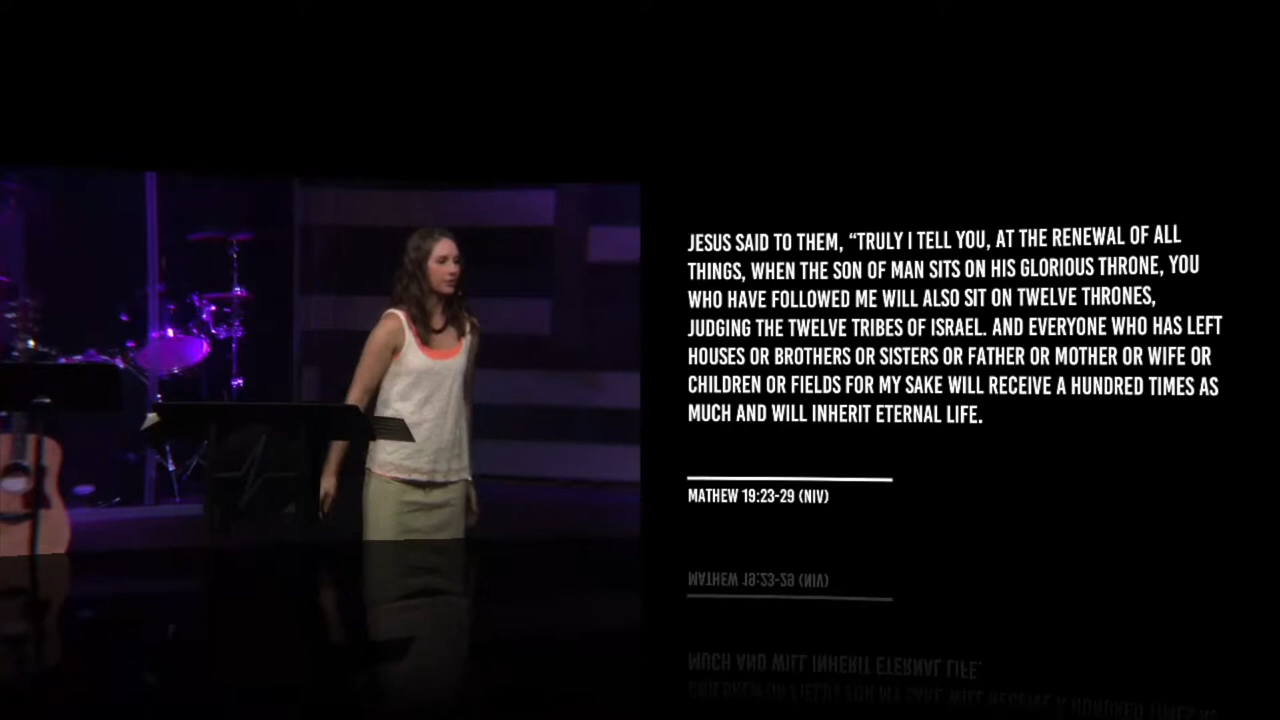 JESUS SAID TO THEM, “TRULY I TELL YOU, AT THE RENEWAL OF ALL
THINGS, WHEN THE SON OF MAN SITS ON HIS GLORIOUS THRONE, YOU
WHO HAVE FOLLOWED ME WILL ALSO SIT ON TWELVE THRONES,
JUDGING THE TWELVE TRIBES OF ISRAEL. AND EVERYONE WHO HAS LEFT
HOUSES OR BROTHERS OR SISTERS OR FATHER OR MOTHER OR WIFE OR
CHILDREN OR FIELDS FOR MY SAKE WILL RECEIVE A HUNDRED TIMES AS
MUCH AND WILL INHERIT ETERNAL LIFE.
MATHEW 19:23-29 (NIV)